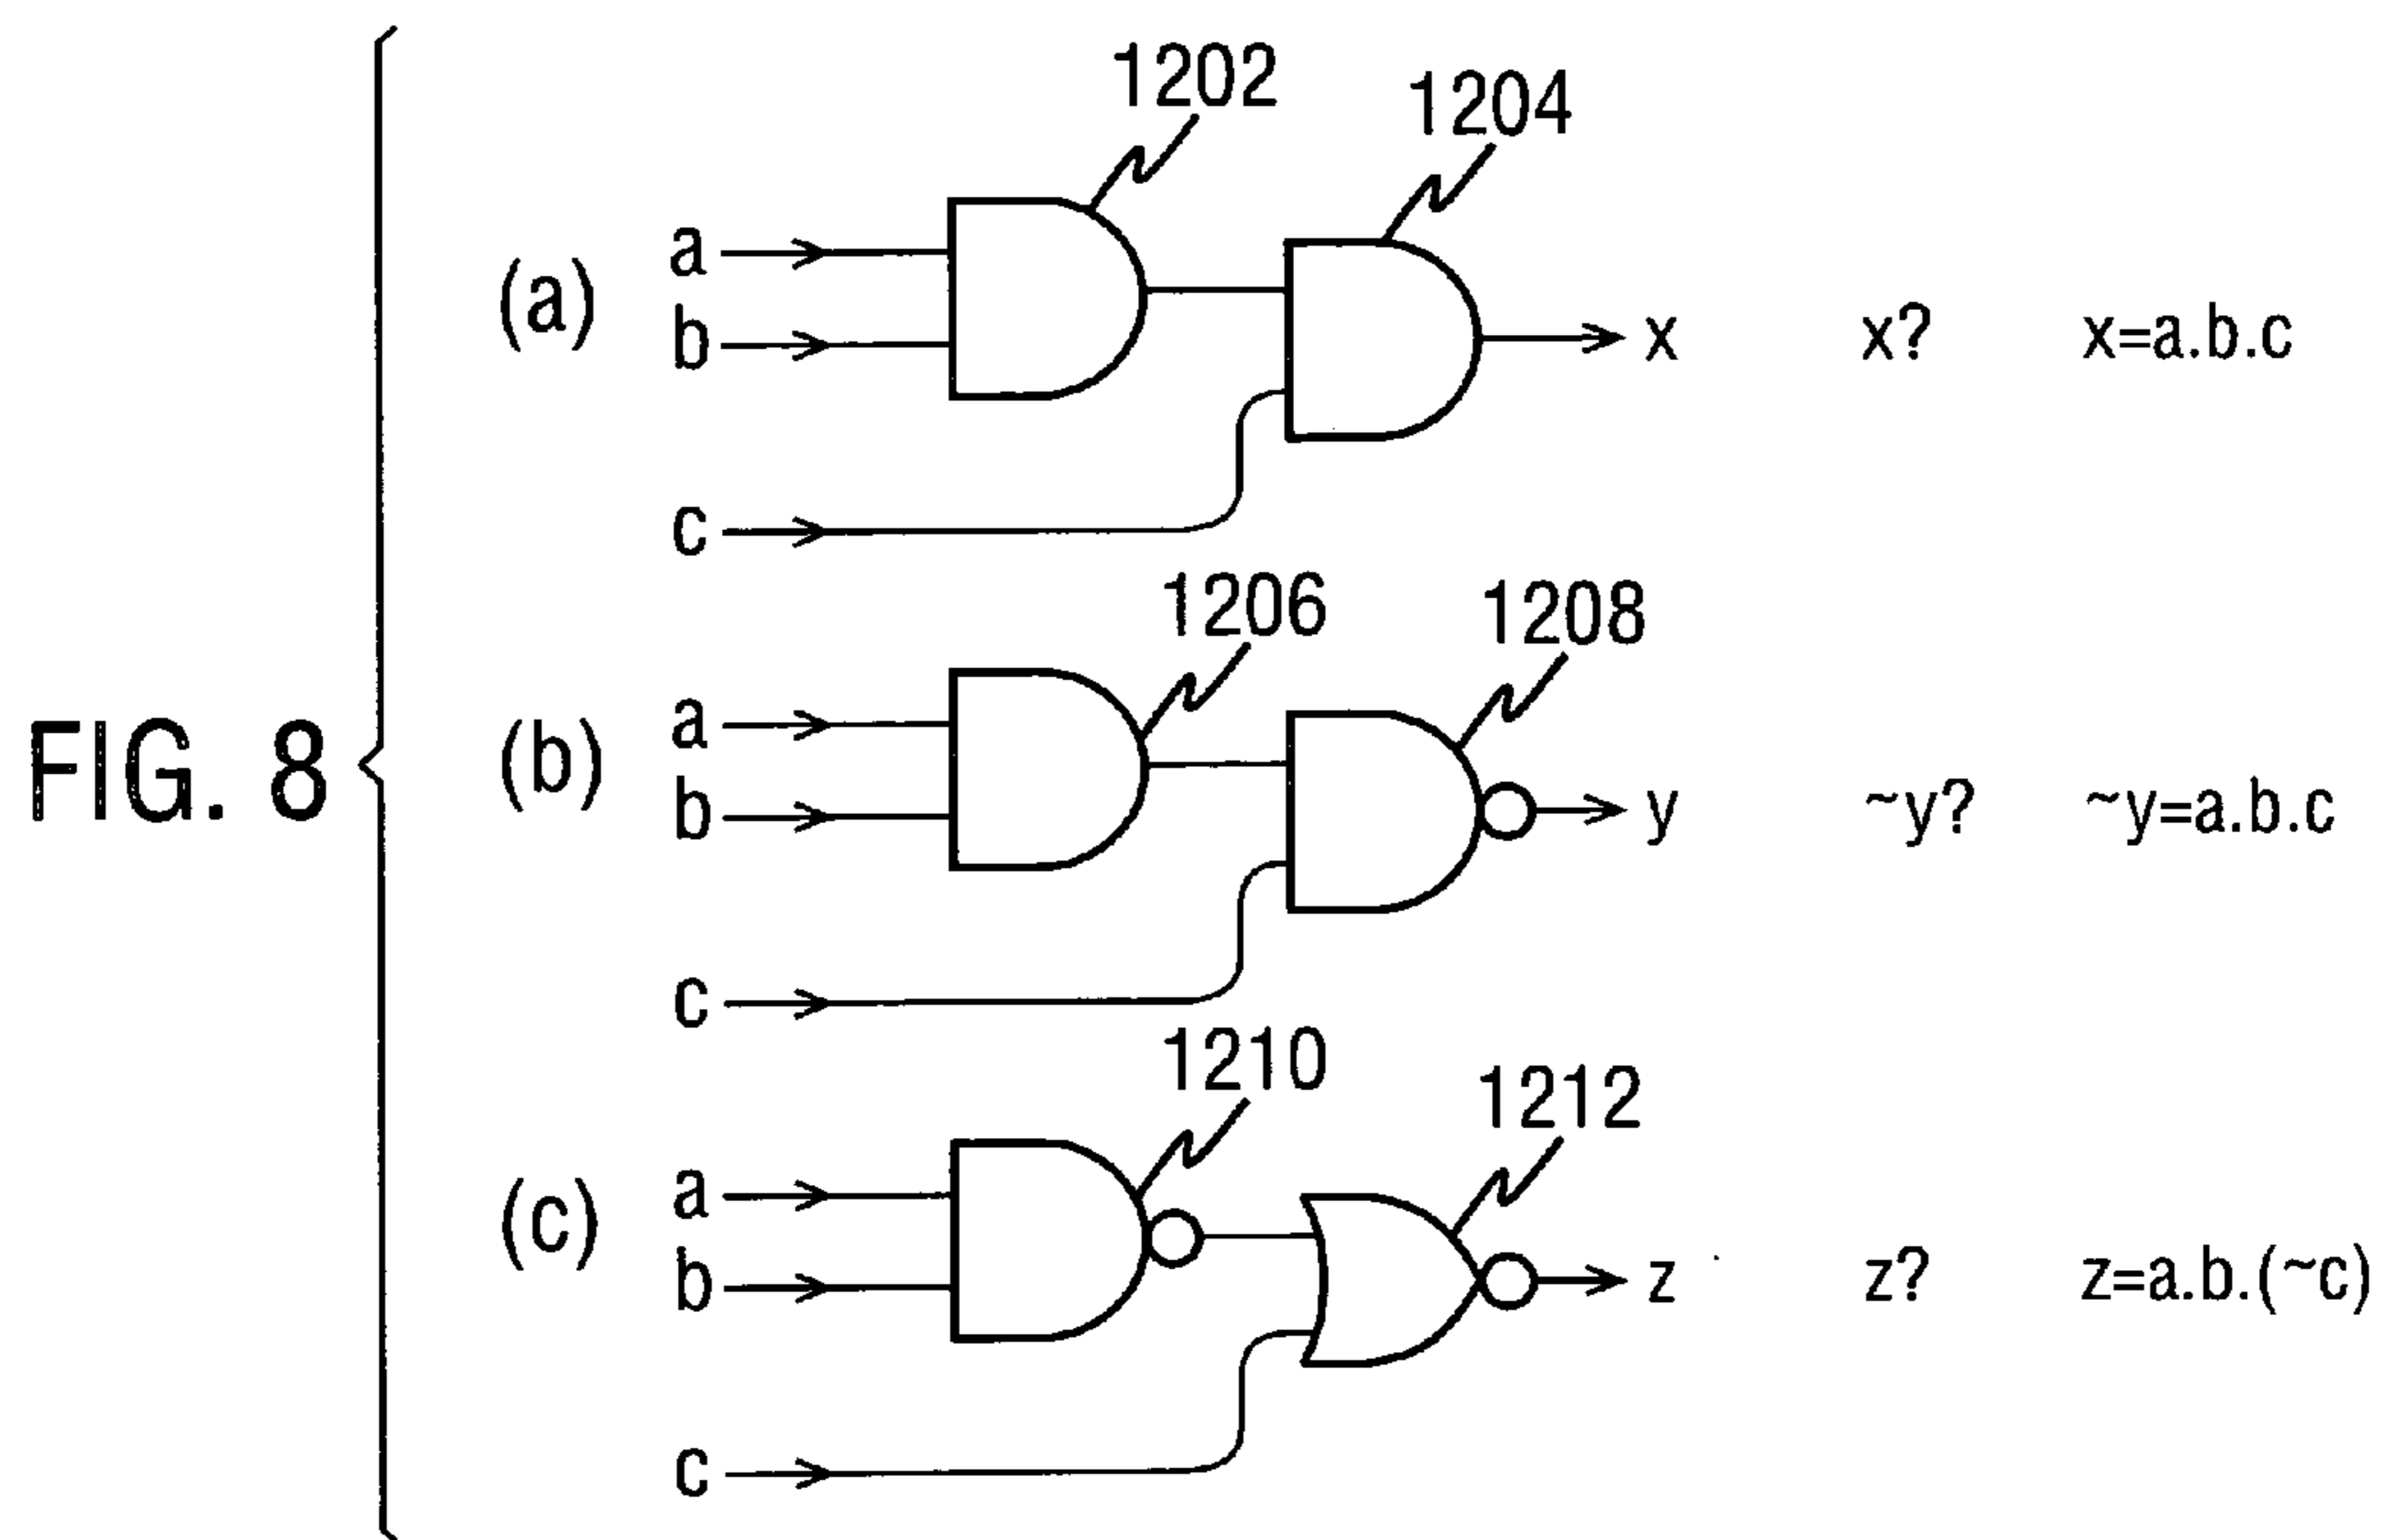 FIG. 8
(a)
1202
1204
a
b
c
x
x?
x=a.b.c
(b)
1206
1208
a
b
c
y
~y?
~y=a.b.c
(c)
1210
1212
a
b
c
z
z?
z=a.b.(~c)